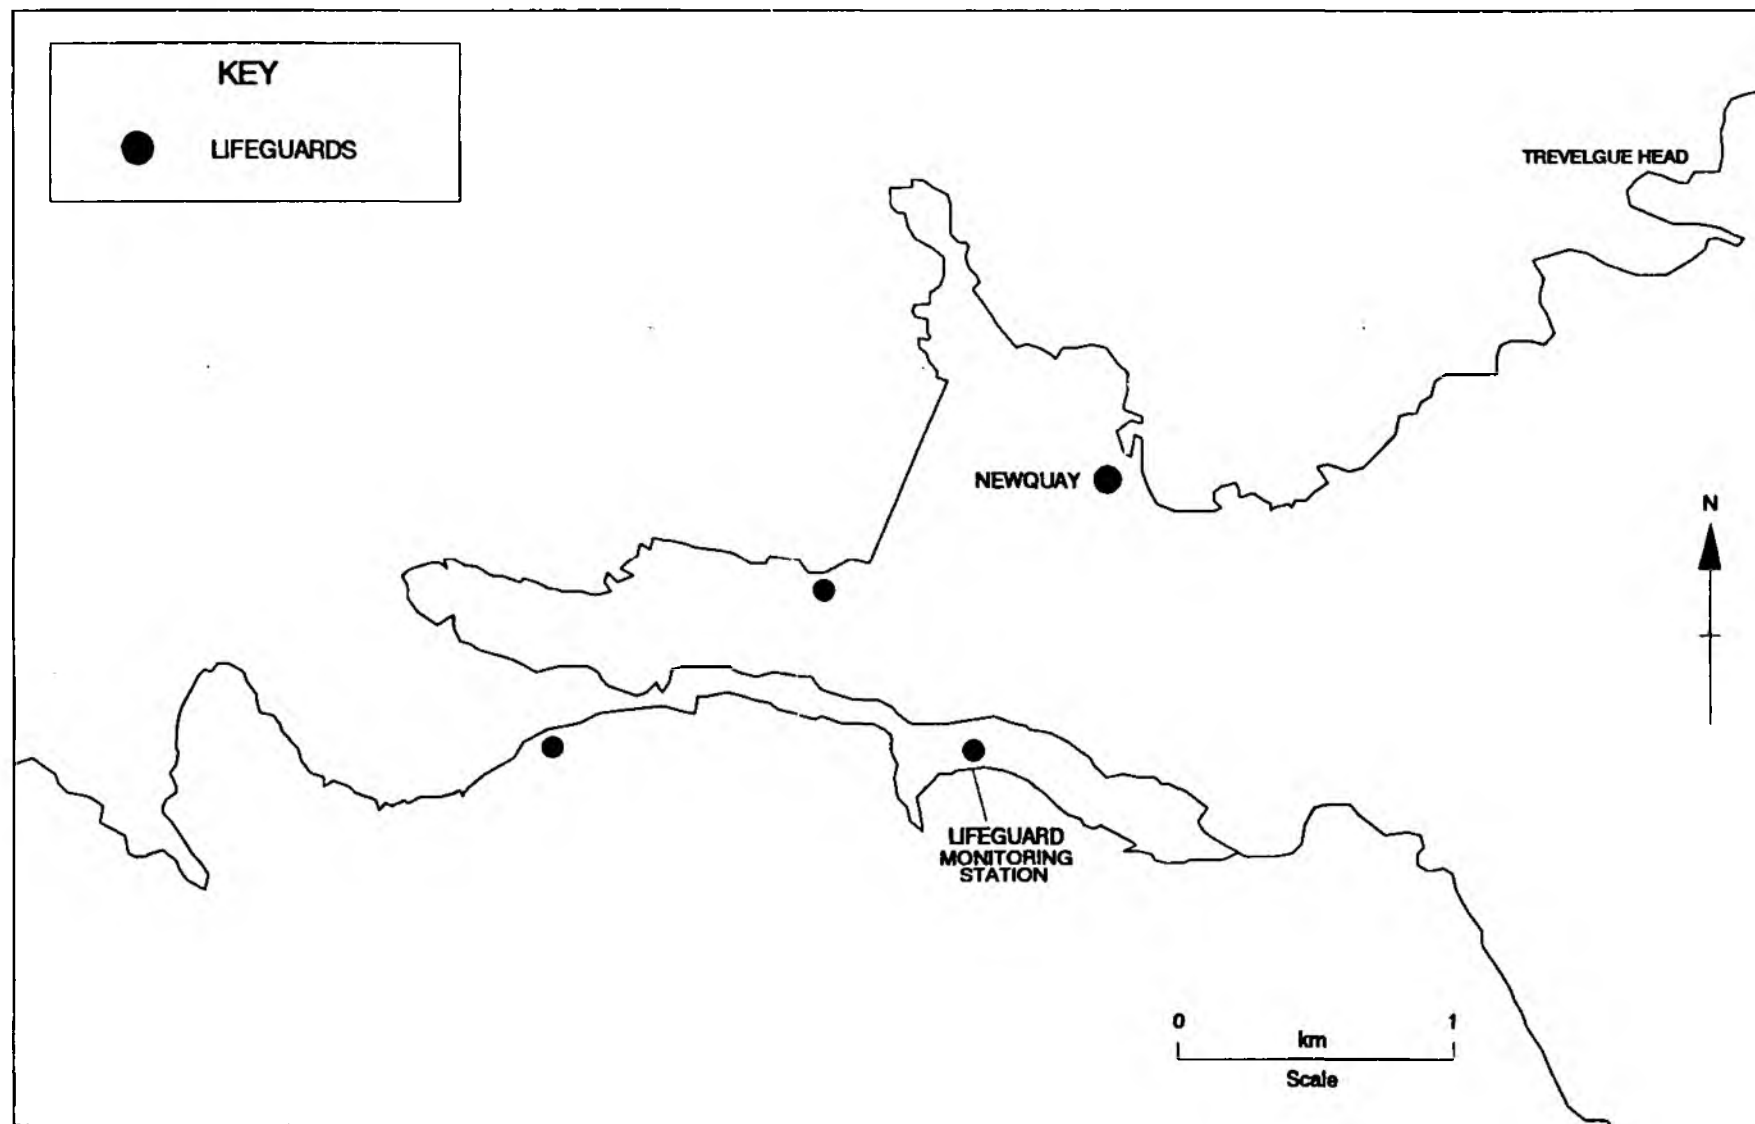 KEY
LIFEGUARDS
TREVELGUE HEAD
NEWQUAY
N
LIFEGUARD
MONITORING
STATION
0 1
km
Scale